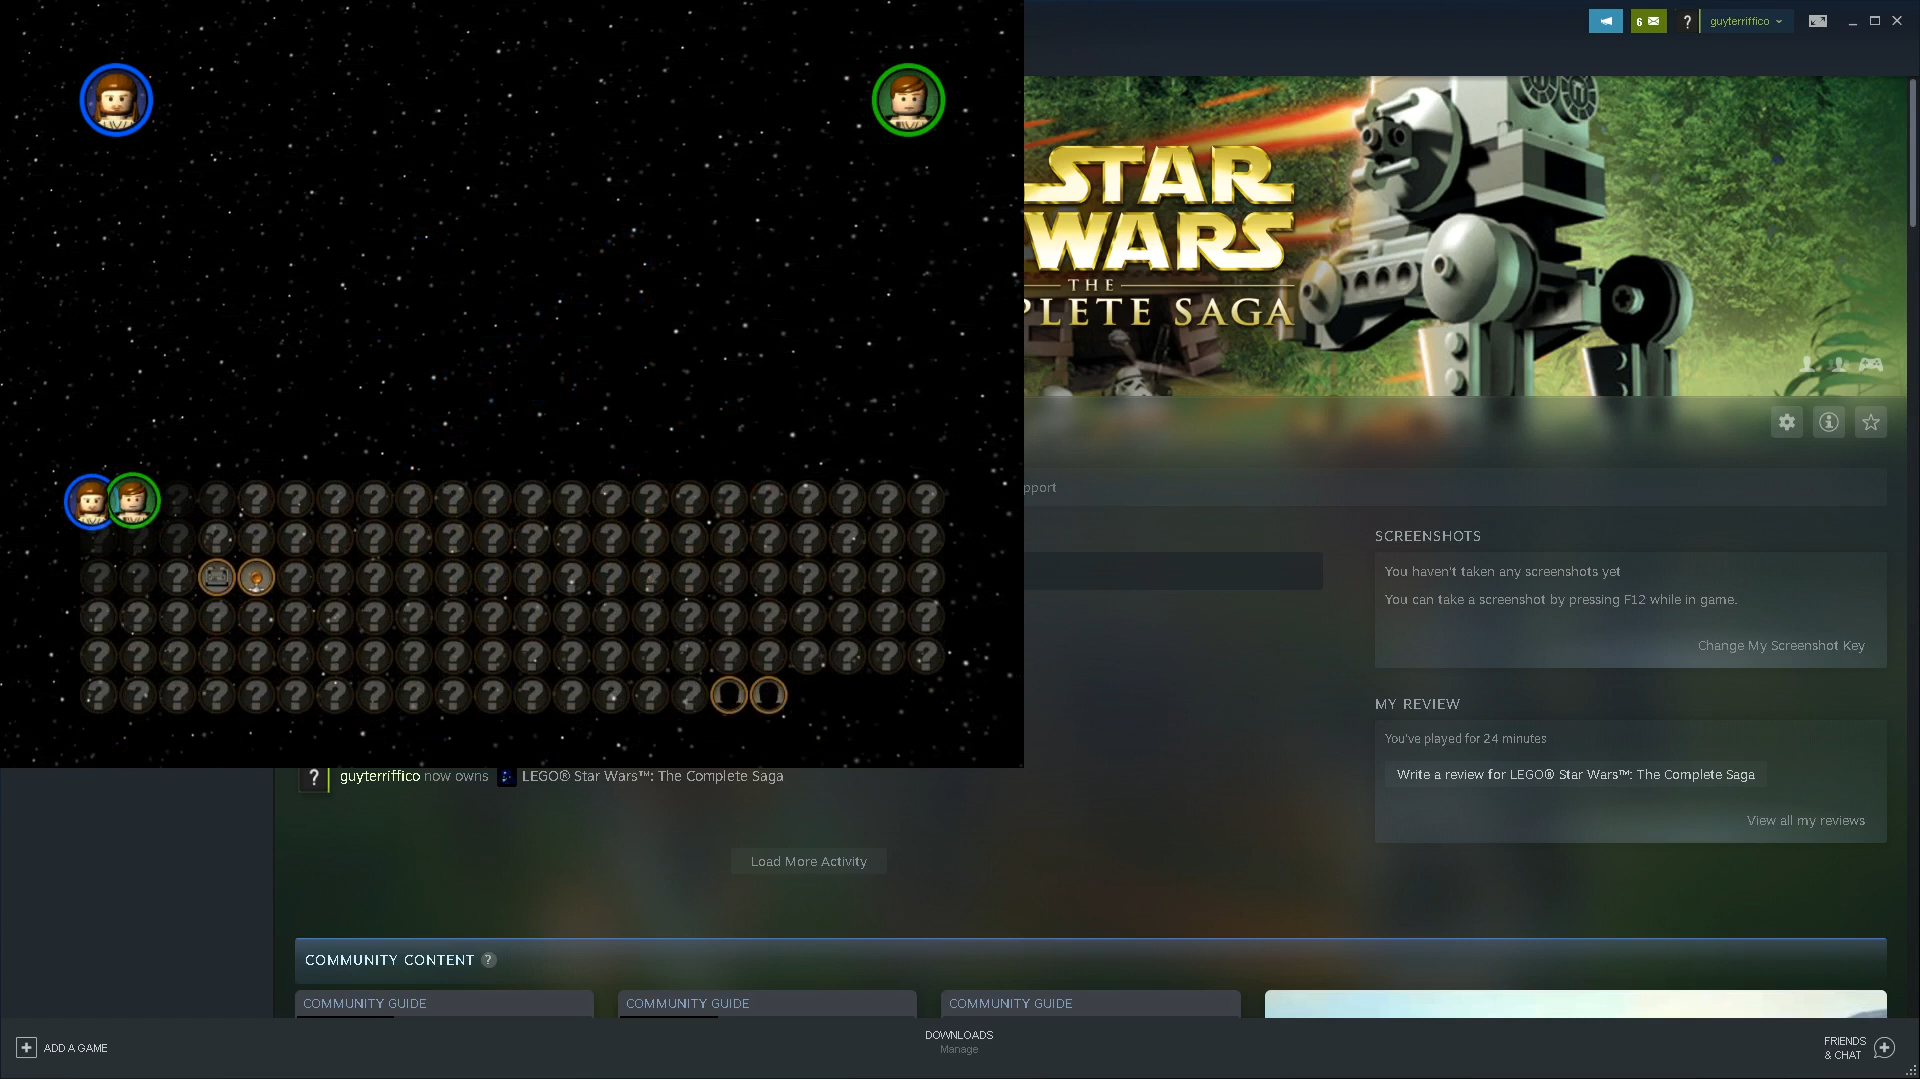 6
?
guyterriffico
STAR
WARS
THE
PLETE SAGA
pport
SCREENSHOTS
You haven't taken any screenshots yet
You can take a screenshot by pressing F12 while in game.
Change My Screenshot Key
MY REVIEW
You've played for 24 minutes
Write a review for LEGO® Star Wars™: The Complete Saga
View all my reviews
? guyterriffico now owns LEGO® Star Wars™: The Complete Saga
Load More Activity
COMMUNITY CONTENT ?
COMMUNITY GUIDE
COMMUNITY GUIDE
COMMUNITY GUIDE
ADD A GAME
DOWNLOADS
Manage
FRIENDS
& CHAT